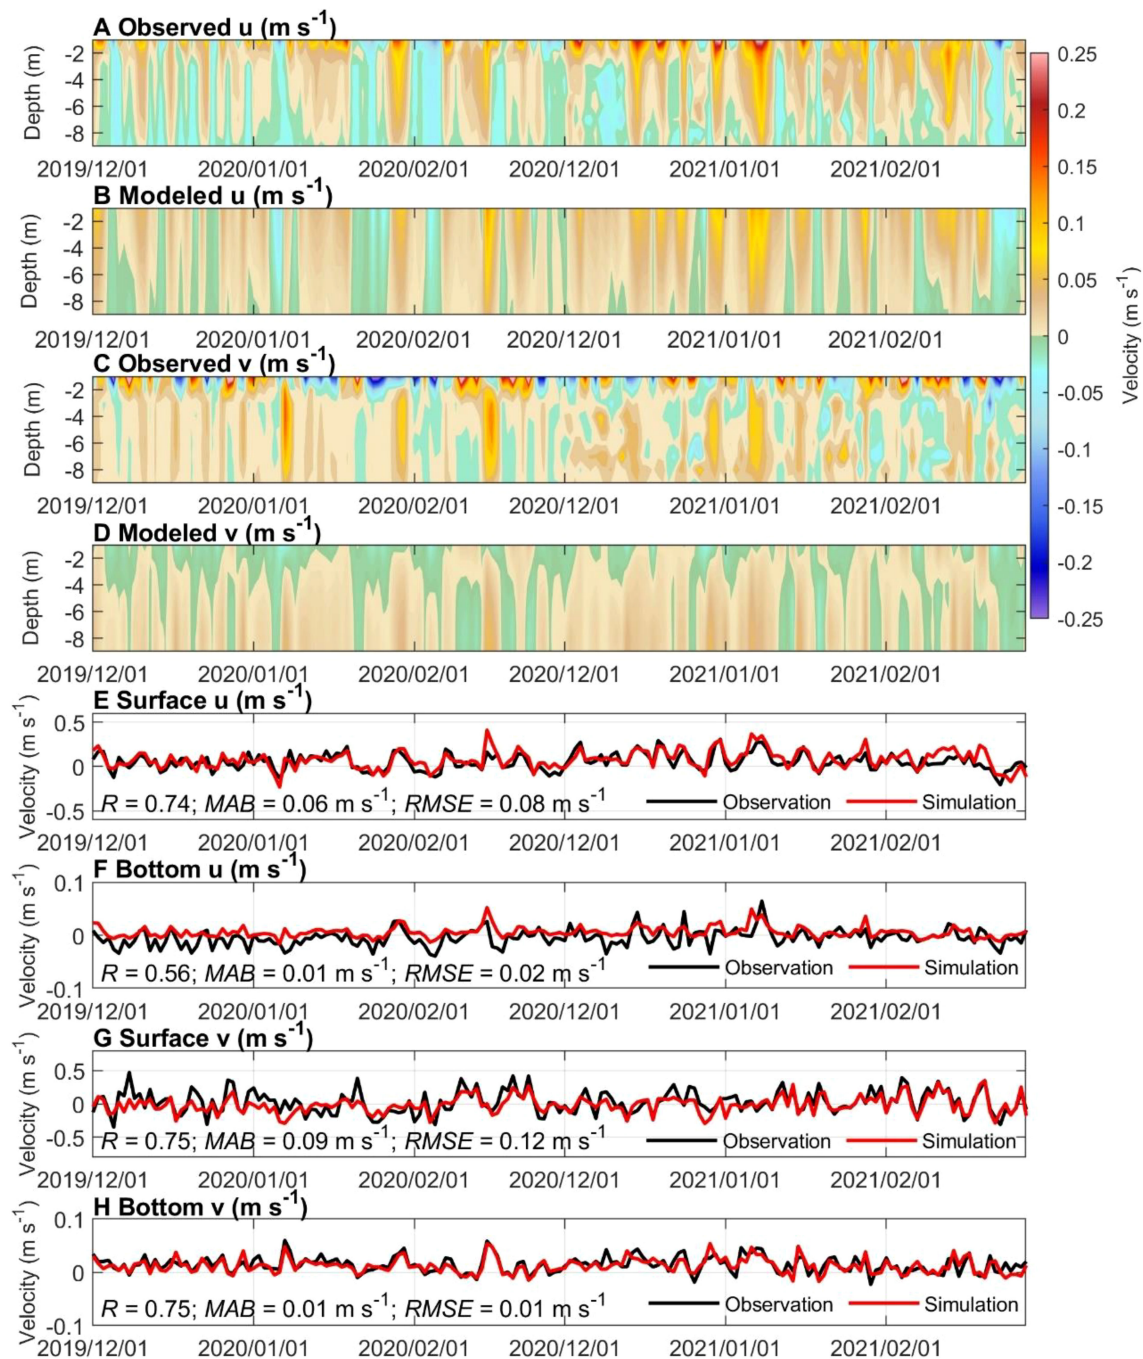 A Observed u (m s⁻¹)
Depth (m)
-2
-4
-6
-8
2019/12/01 2020/01/01 2020/02/01 2020/12/01 2021/01/01 2021/02/01
B Modeled u (m s⁻¹)
Depth (m)
-2
-4
-6
-8
2019/12/01 2020/01/01 2020/02/01 2020/12/01 2021/01/01 2021/02/01
C Observed v (m s⁻¹)
Depth (m)
-2
-4
-6
-8
2019/12/01 2020/01/01 2020/02/01 2020/12/01 2021/01/01 2021/02/01
D Modeled v (m s⁻¹)
Depth (m)
-2
-4
-6
-8
2019/12/01 2020/01/01 2020/02/01 2020/12/01 2021/01/01 2021/02/01
0.25
0.2
0.15
0.1
0.05
0
-0.05
-0.1
-0.15
-0.2
-0.25
Velocity (m s⁻¹)
E Surface u (m s⁻¹)
Velocity (m s⁻¹)
0.5
0
-0.5
R = 0.74; MAB = 0.06 m s⁻¹; RMSE = 0.08 m s⁻¹
Observation Simulation
2019/12/01 2020/01/01 2020/02/01 2020/12/01 2021/01/01 2021/02/01
F Bottom u (m s⁻¹)
Velocity (m s⁻¹)
0.1
0
-0.1
R = 0.56; MAB = 0.01 m s⁻¹; RMSE = 0.02 m s⁻¹
Observation Simulation
2019/12/01 2020/01/01 2020/02/01 2020/12/01 2021/01/01 2021/02/01
G Surface v (m s⁻¹)
Velocity (m s⁻¹)
0.5
0
-0.5
R = 0.75; MAB = 0.09 m s⁻¹; RMSE = 0.12 m s⁻¹
Observation Simulation
2019/12/01 2020/01/01 2020/02/01 2020/12/01 2021/01/01 2021/02/01
H Bottom v (m s⁻¹)
Velocity (m s⁻¹)
0.1
0
-0.1
R = 0.75; MAB = 0.01 m s⁻¹; RMSE = 0.01 m s⁻¹
Observation Simulation
2019/12/01 2020/01/01 2020/02/01 2020/12/01 2021/01/01 2021/02/01